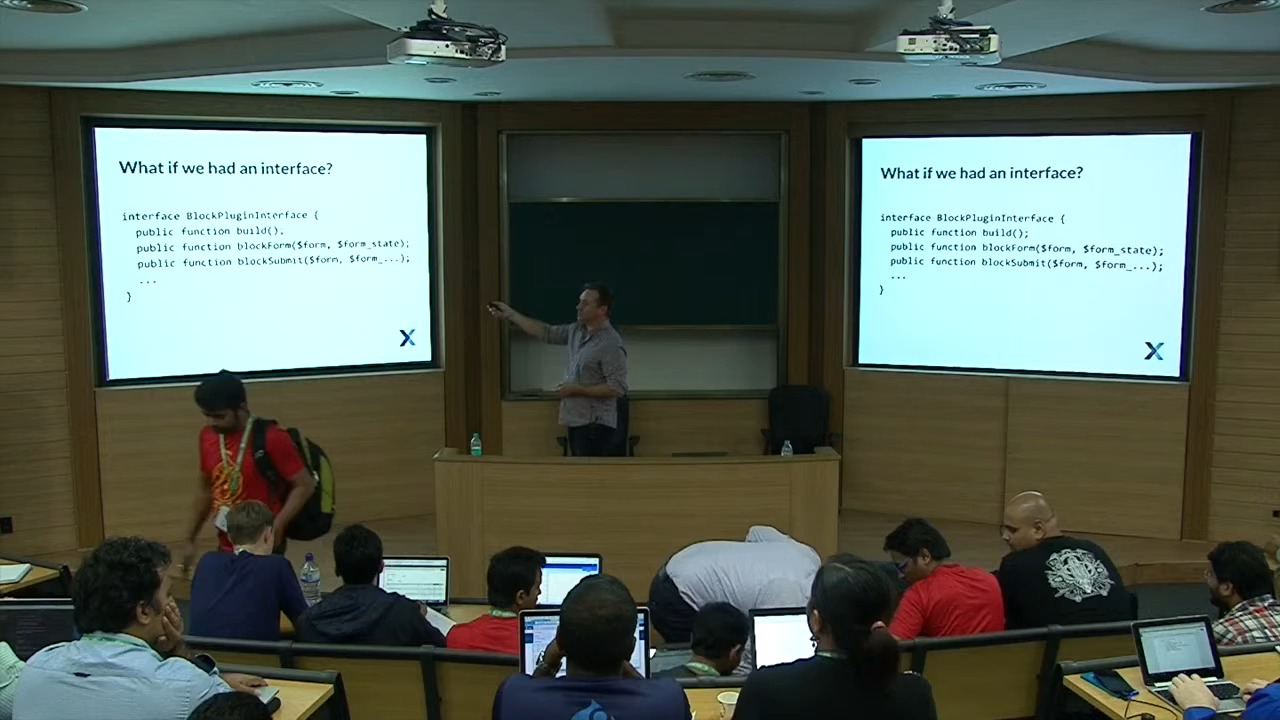 What if we had an interface?
interface BlockPluginInterface {
public function build();
public function blockForm($form, $form_state);
public function blockSubmit($form, $form_...);
...
}
X
What if we had an interface?
interface BlockPluginInterface {
public function build();
public function blockForm($form, $form_state);
public function blockSubmit($form, $form_...);
...
}
X